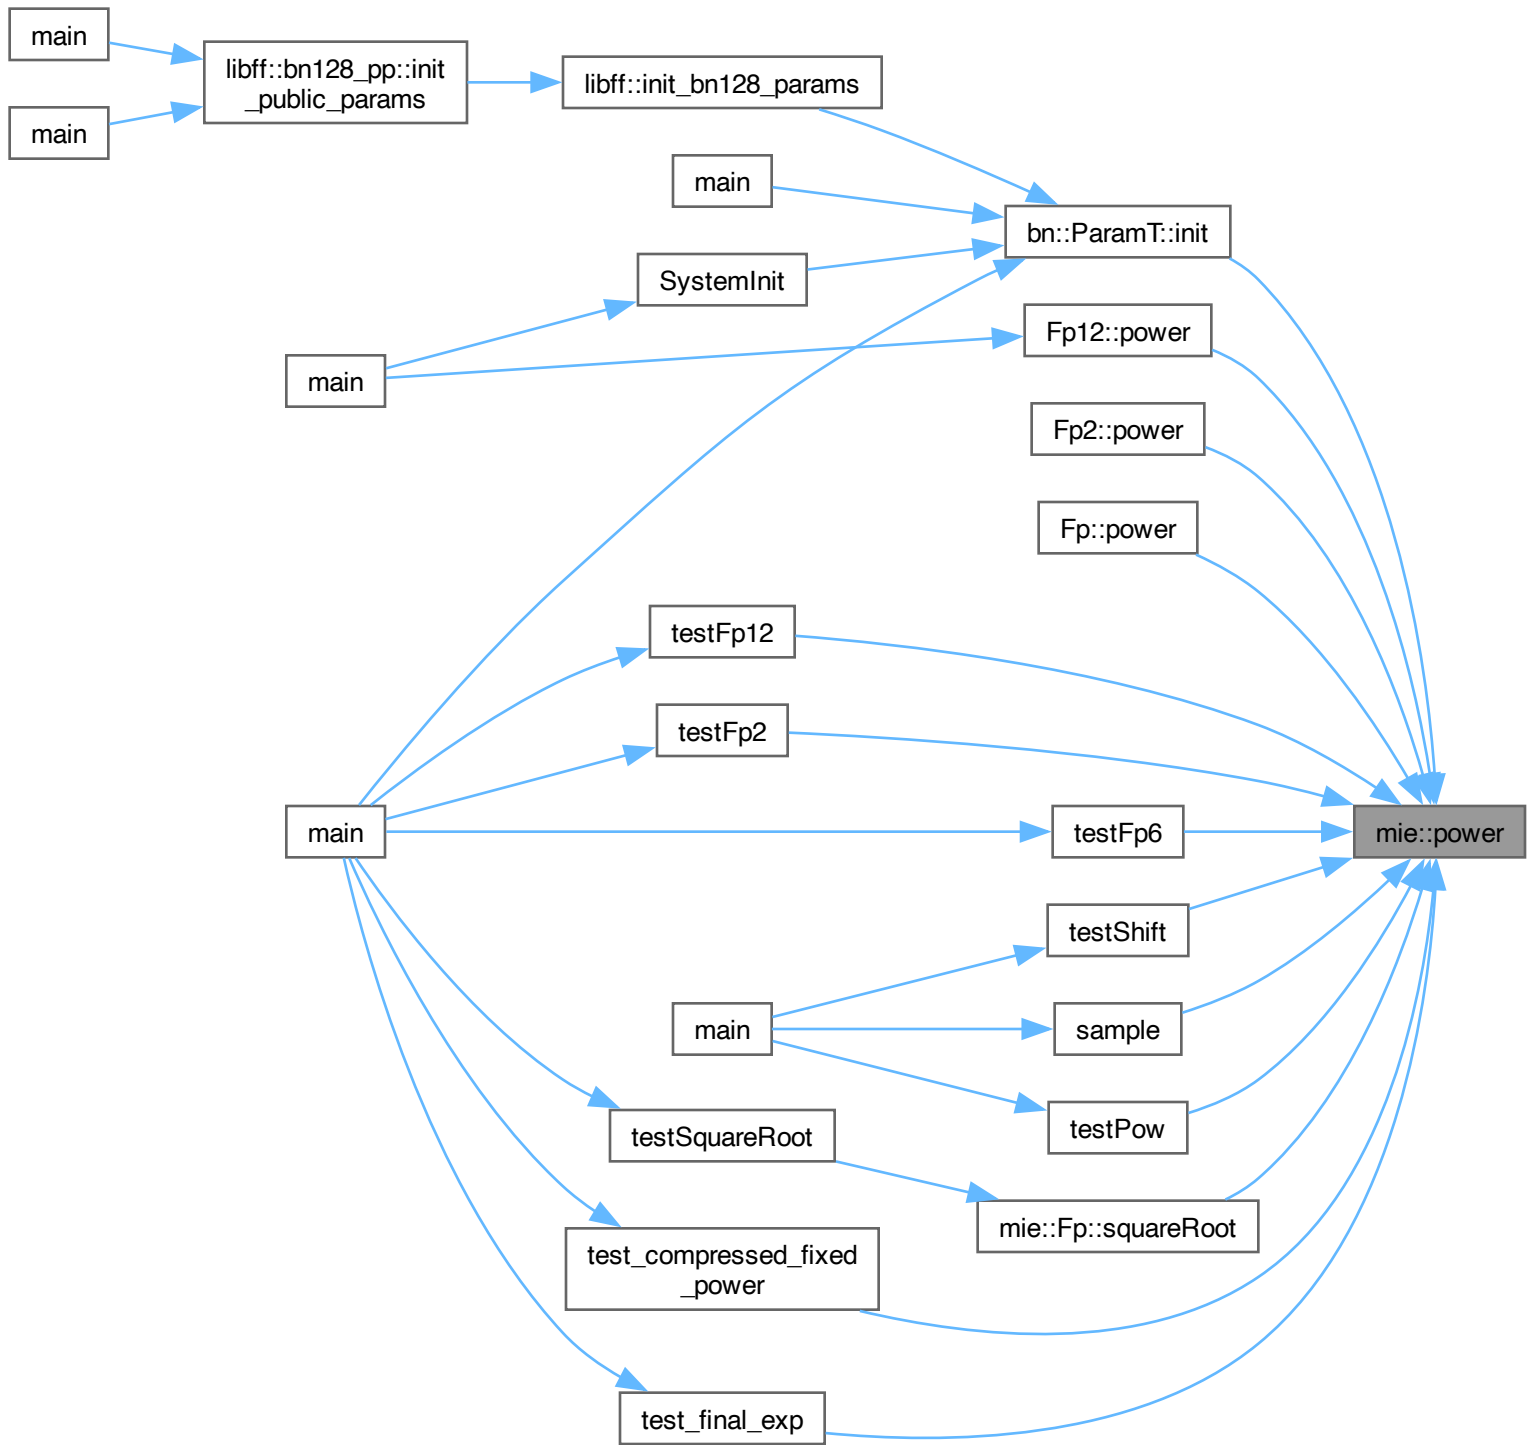 main
libff::bn128_pp::init
_public_params
libff::init_bn128_params
main
main
bn::ParamT::init
SystemInit
Fp12::power
main
Fp2::power
Fp::power
testFp12
testFp2
main
testFp6
mie::power
testShift
main
sample
testPow
testSquareRoot
mie::Fp::squareRoot
test_compressed_fixed
_power
test_final_exp